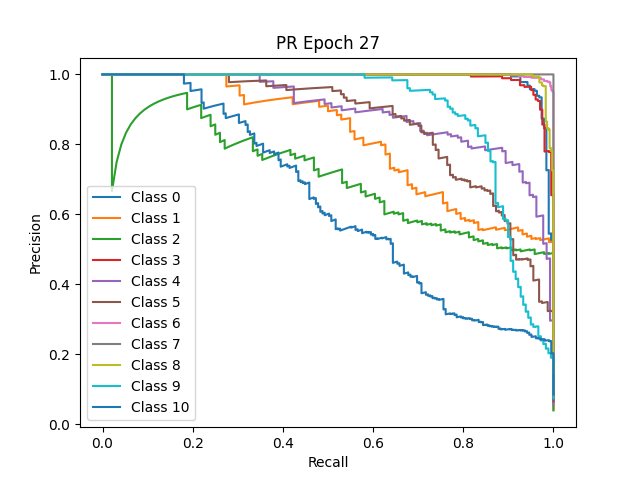 PR Epoch 27
Precision
1.0
0.8
0.6
0.4
0.2
0.0
Class 0
Class 1
Class 2
Class 3
Class 4
Class 5
Class 6
Class 7
Class 8
Class 9
Class 10
0.0 0.2 0.4 0.6 0.8 1.0
Recall